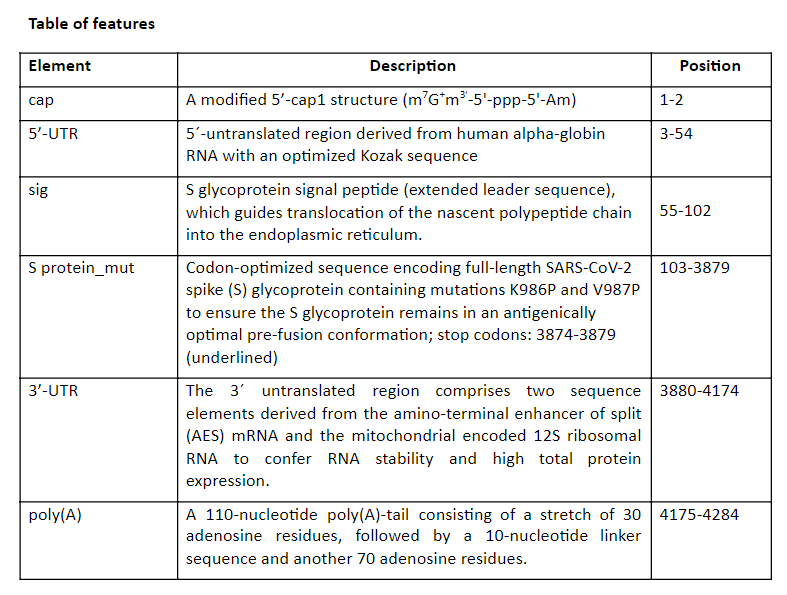 Table of features
Element Description Position
cap A modified 5’-cap1 structure (m⁷G⁺m³'-5'-ppp-5'-Am) 1-2
5’-UTR 5´-untranslated region derived from human alpha-globin 3-54
RNA with an optimized Kozak sequence
sig S glycoprotein signal peptide (extended leader sequence),
which guides translocation of the nascent polypeptide chain 55-102
into the endoplasmic reticulum.
S protein_mut Codon-optimized sequence encoding full-length SARS-CoV-2 103-3879
spike (S) glycoprotein containing mutations K986P and V987P
to ensure the S glycoprotein remains in an antigenically
optimal pre-fusion conformation; stop codons: 3874-3879
(underlined)
3’-UTR The 3´ untranslated region comprises two sequence 3880-4174
elements derived from the amino-terminal enhancer of split
(AES) mRNA and the mitochondrial encoded 12S ribosomal
RNA to confer RNA stability and high total protein
expression.
poly(A) A 110-nucleotide poly(A)-tail consisting of a stretch of 30 4175-4284
adenosine residues, followed by a 10-nucleotide linker
sequence and another 70 adenosine residues.